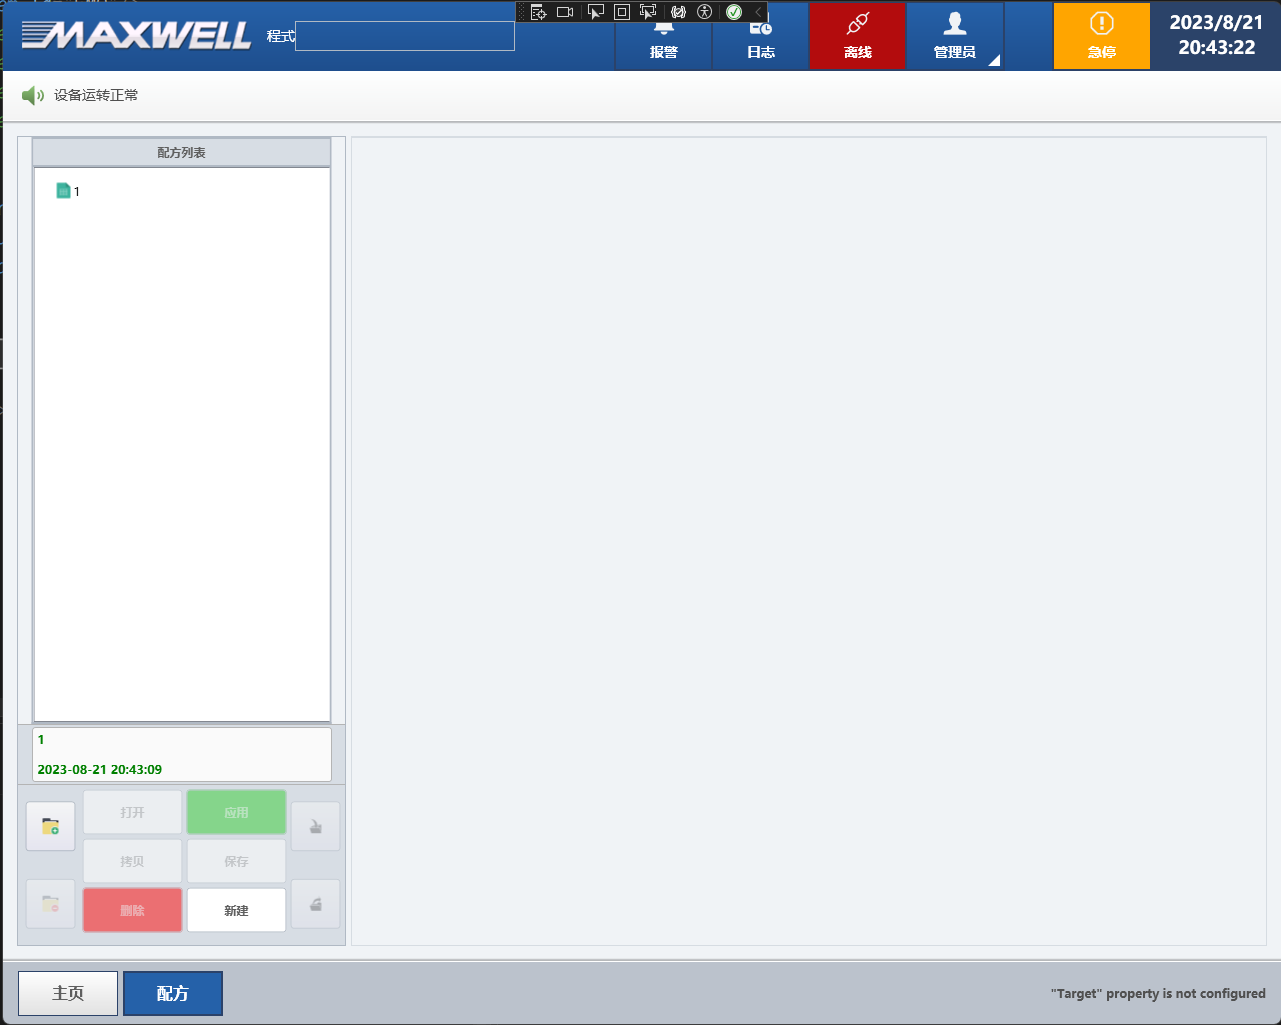 MAXWELL
程式
报警
日志
离线
管理员
急停
2023/8/21
20:43:22
设备运转正常
配方列表
1
1
2023-08-21 20:43:09
打开
应用
拷贝
保存
删除
新建
主页
配方
"Target" property is not configured